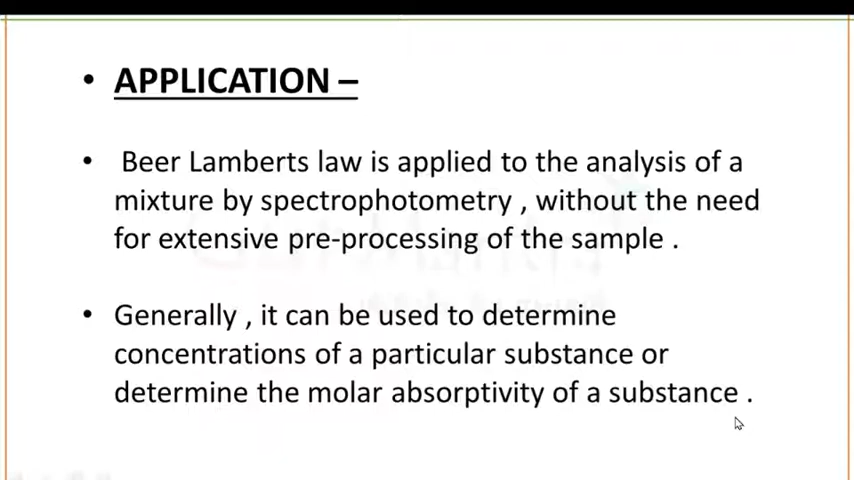 • APPLICATION –
• Beer Lamberts law is applied to the analysis of a
mixture by spectrophotometry , without the need
for extensive pre-processing of the sample .
• Generally , it can be used to determine
concentrations of a particular substance or
determine the molar absorptivity of a substance .